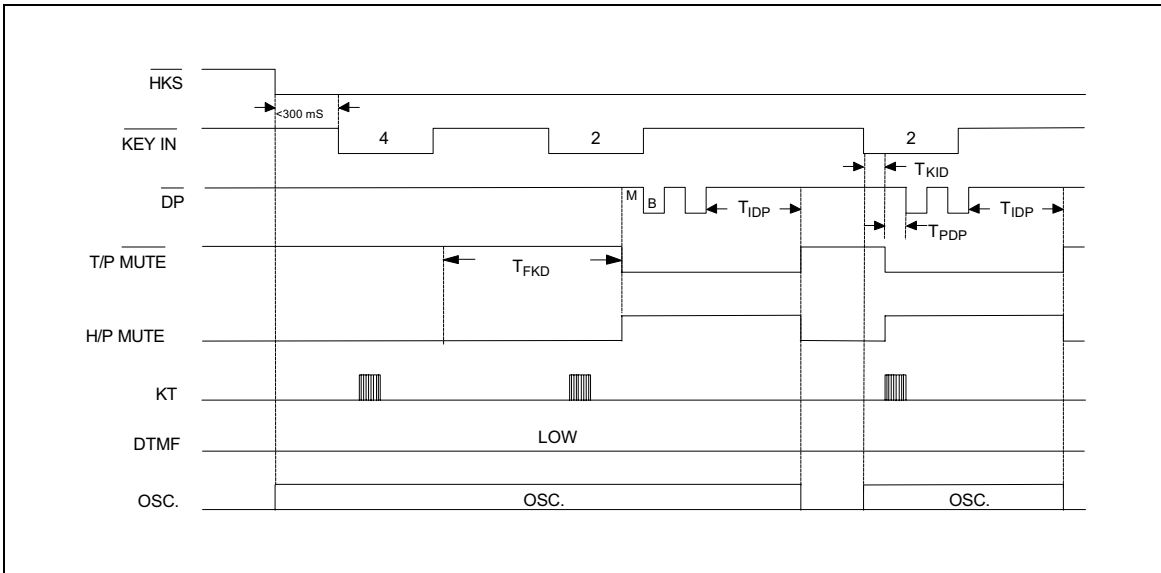 HKS
<300 mS
KEY IN 4 2 2
TKID
DP M B TIDP TIDP
TPDP
T/P MUTE TFKD
H/P MUTE
KT
DTMF LOW
OSC. OSC. OSC.